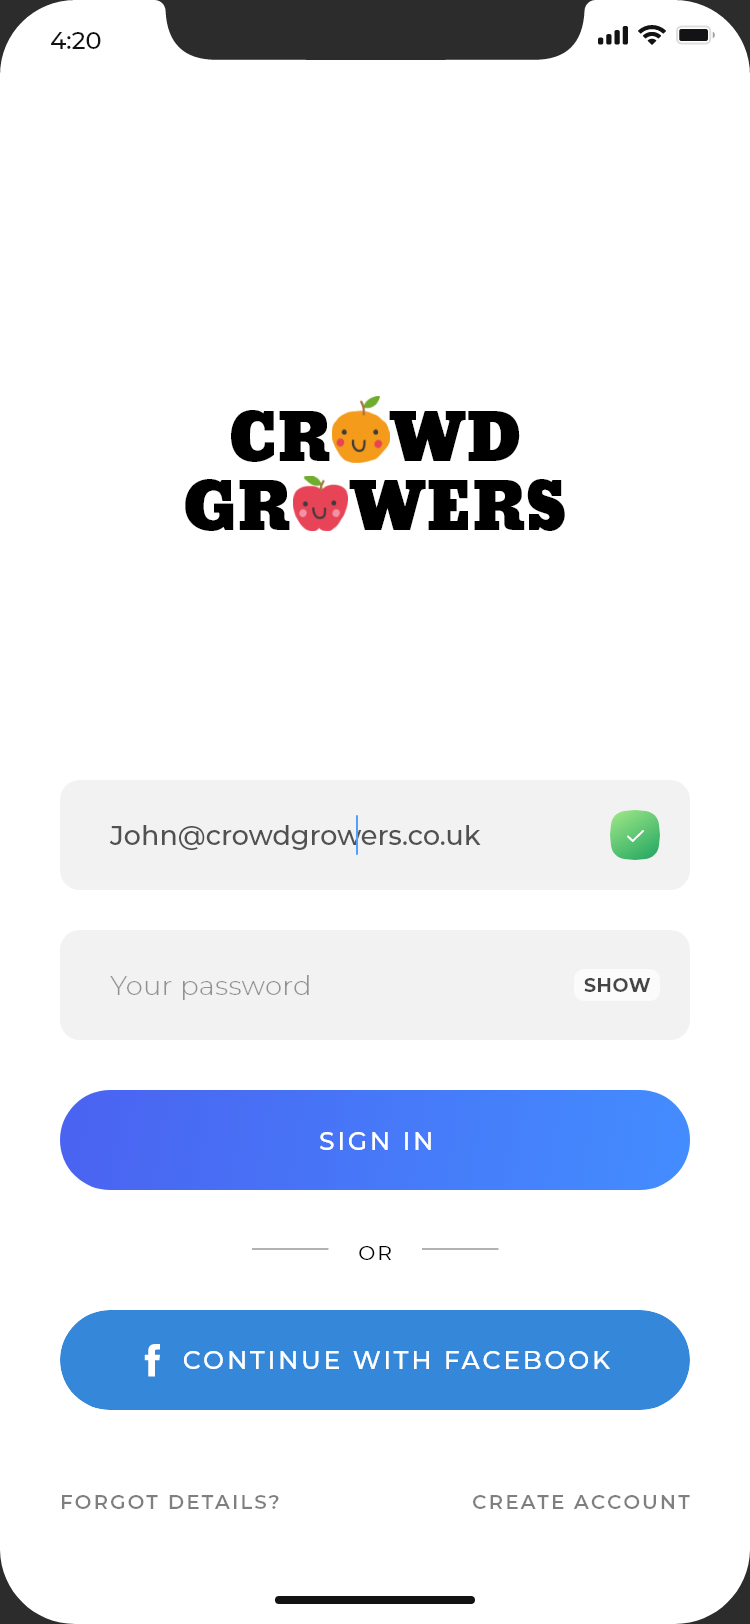 4:20
CROWD
GROWERS
John@crowdgrowers.co.uk
Your password
SHOW
SIGN IN
OR
CONTINUE WITH FACEBOOK
FORGOT DETAILS?
CREATE ACCOUNT